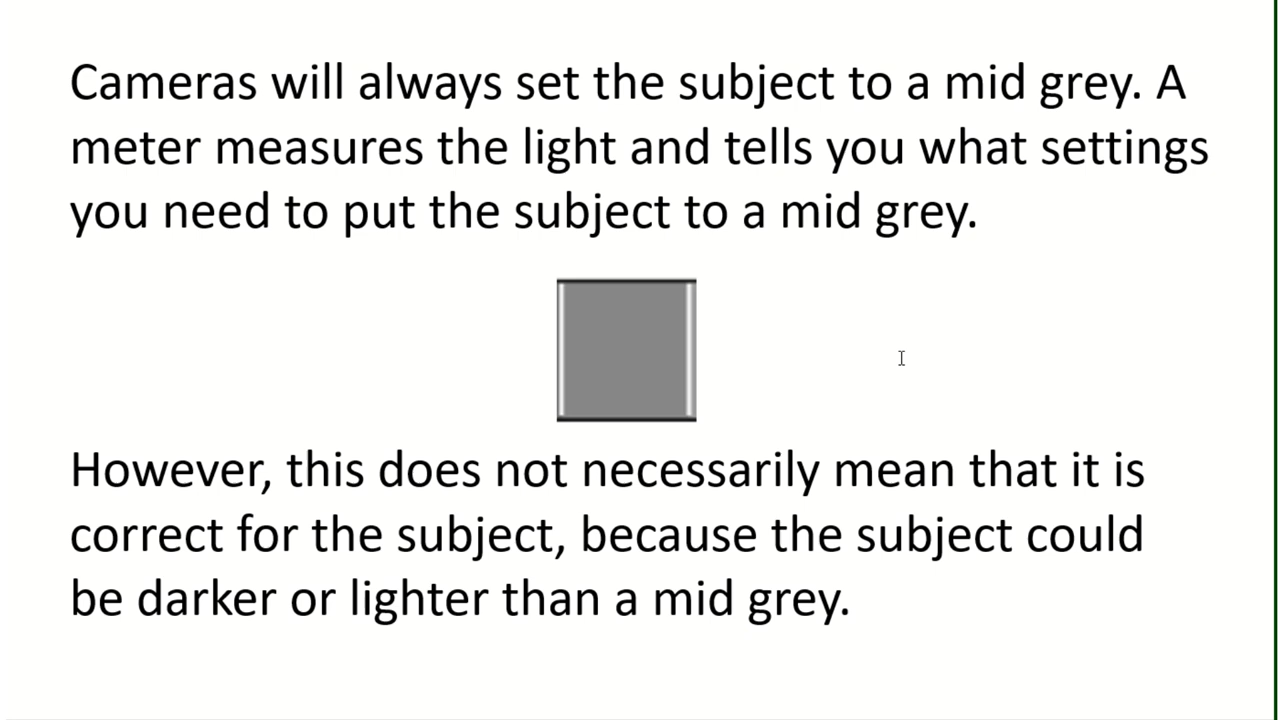 Cameras will always set the subject to a mid grey. A
meter measures the light and tells you what settings
you need to put the subject to a mid grey.
However, this does not necessarily mean that it is
correct for the subject, because the subject could
be darker or lighter than a mid grey.